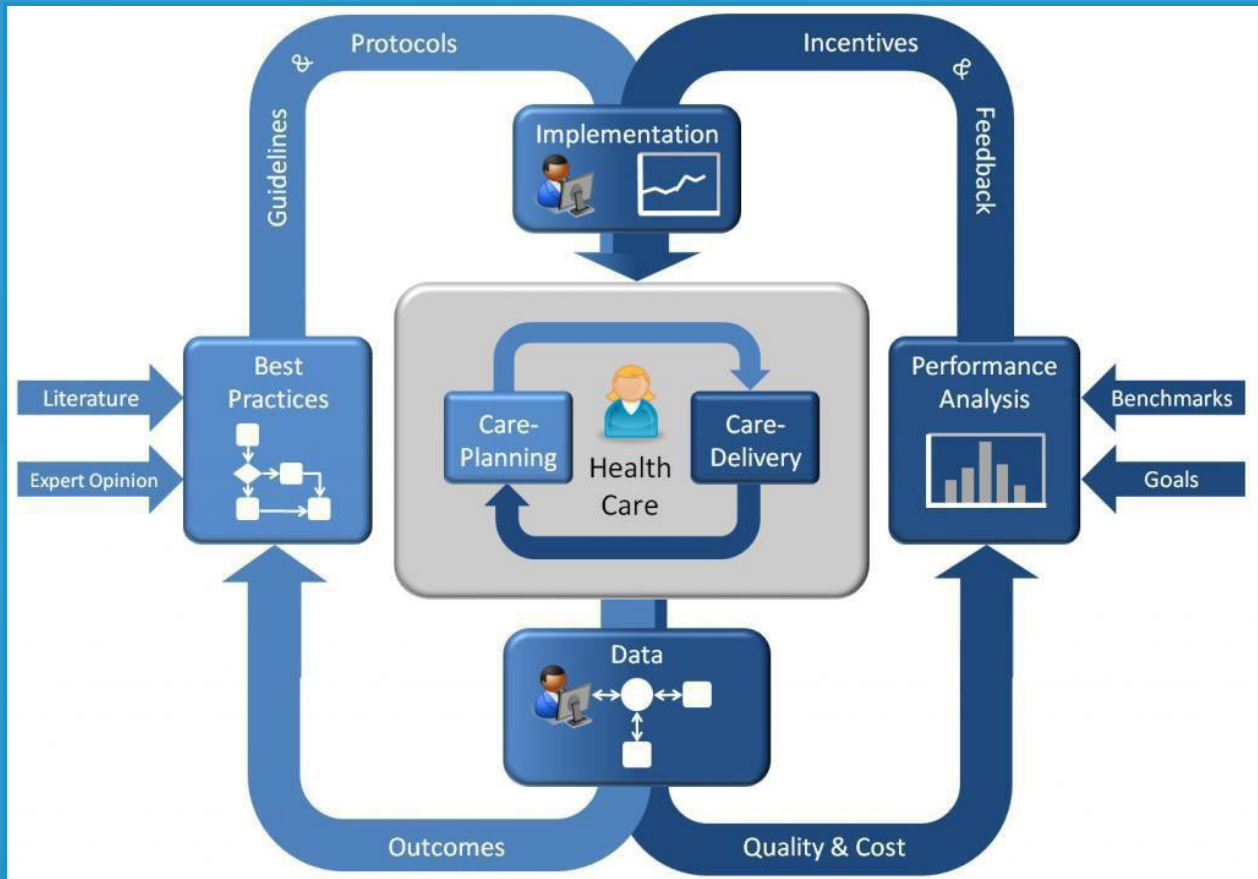 Protocols
&
Guidelines
Incentives
&
Feedback
Implementation
Best
Practices
Literature
Expert Opinion
Care-
Planning
Health
Care
Care-
Delivery
Performance
Analysis
Benchmarks
Goals
Data
Outcomes
Quality & Cost